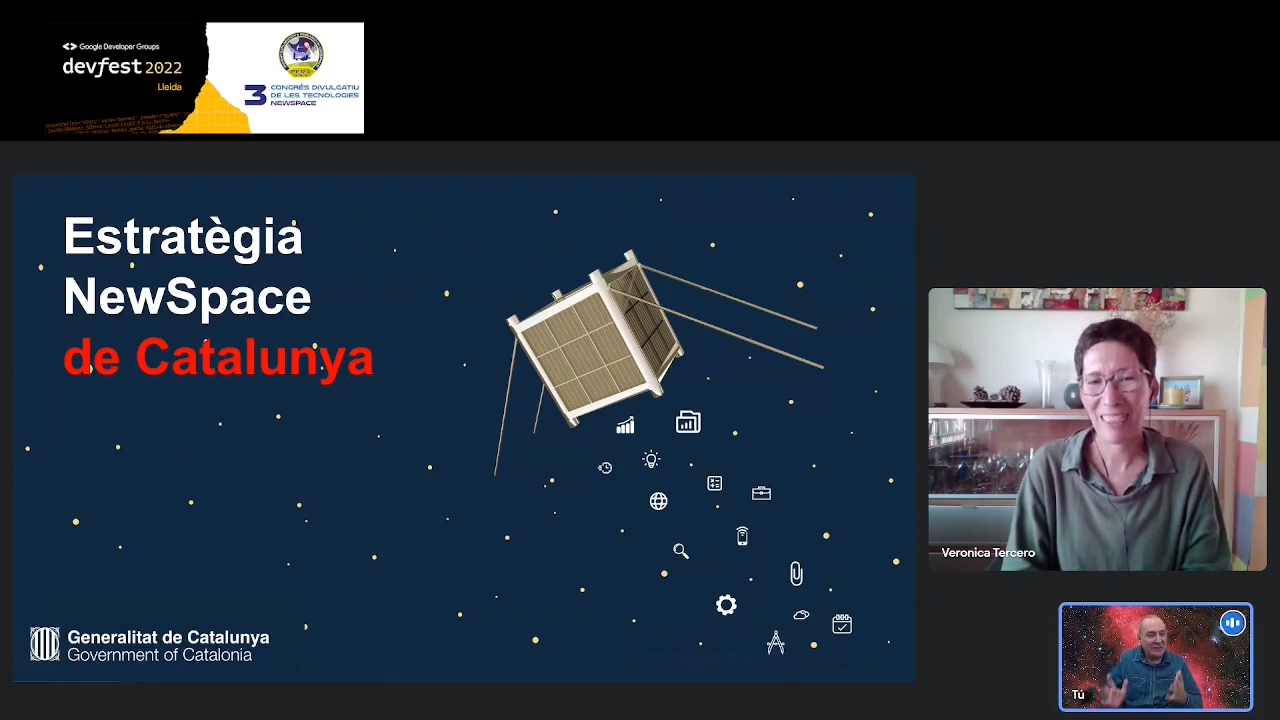 Google Developer Groups
devfest 2022
Lleida
3
CONGRÉS DIVULGATIU
DE LES TECNOLOGIES
NEWSPACE
Estratègia
NewSpace
de Catalunya
Generalitat de Catalunya
Government of Catalonia
Veronica Tercero
Tú